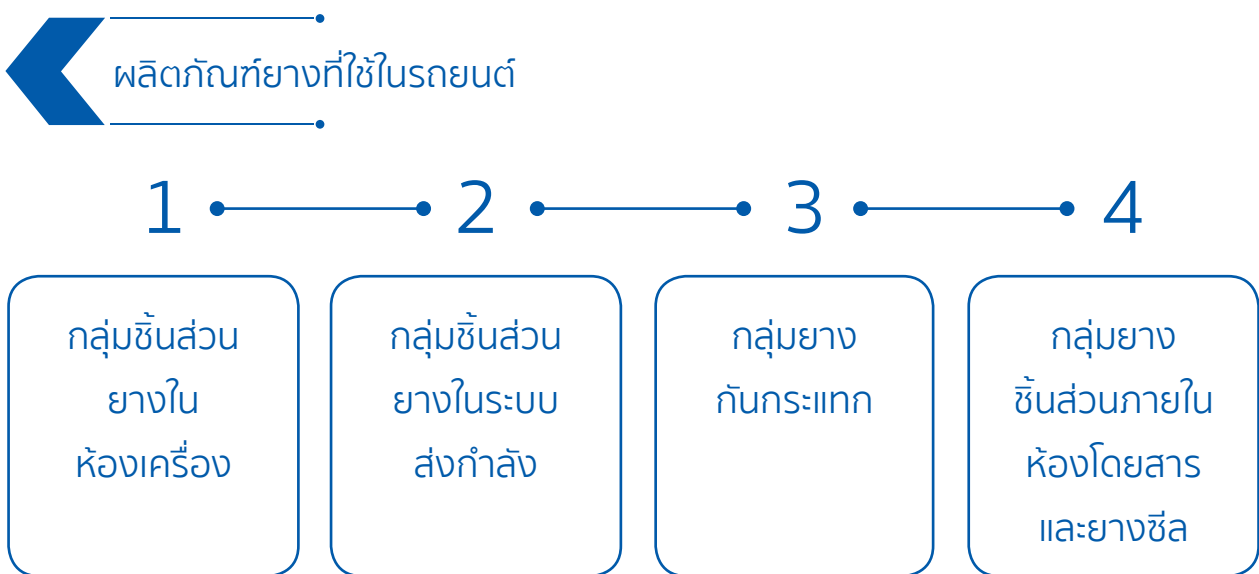 ผลิตภัณฑ์ยางที่ใช้ในรถยนต์
1
2
3
4
กลุ่มชิ้นส่วน
ยางใน
ห้องเครื่อง
กลุ่มชิ้นส่วน
ยางในระบบ
ส่งกำลัง
กลุ่มยาง
กันกระแทก
กลุ่มยาง
ชิ้นส่วนภายใน
ห้องโดยสาร
และยางซีล